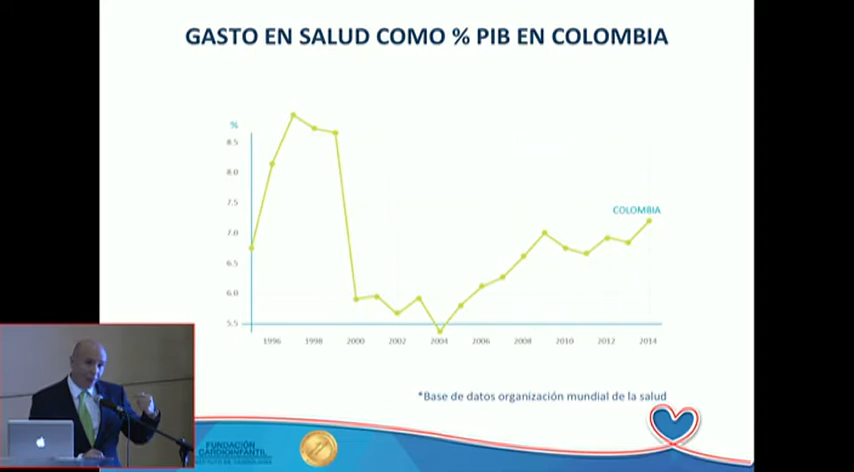 GASTO EN SALUD COMO % PIB EN COLOMBIA
%
8.5
8.0
7.5
7.0
6.5
6.0
5.5
COLOMBIA
1996 1998 2000 2002 2004 2006 2008 2010 2012 2014
*Base de datos organización mundial de la salud
FUNDACIÓN
CARDIOINFANTIL